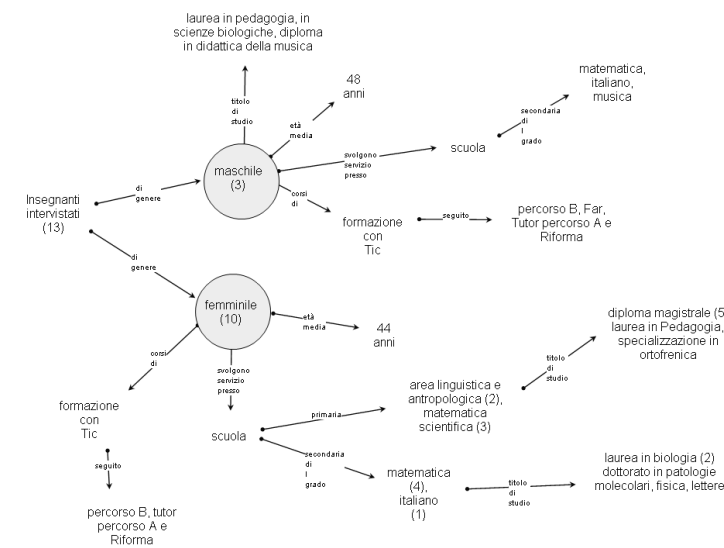 laurea in pedagogia, in
scienze biologiche, diploma
in didattica della musica
titolo
di
studio
48
anni
età
media
matematica,
italiano,
musica
secondaria
di
I
grado
maschile
(3)
svolgono
servizio
presso
scuola
corsi
di
di
genere
Insegnanti
intervistati
(13)
formazione
con
Tic
seguito
percorso B, Far,
Tutor percorso A e
Riforma
di
genere
femminile
(10)
età
media
44
anni
diploma magistrale (5
laurea in Pedagogia,
specializzazione in
ortofrenica
titolo
di
studio
corsi
di
svolgono
servizio
presso
formazione
con
Tic
scuola
primaria
area linguistica e
antropologica (2),
matematica
scientifica (3)
secondaria
di
I
grado
matematica
(4),
italiano
(1)
titolo
di
studio
laurea in biologia (2)
dottorato in patologie
molecolari, fisica, lettere
seguito
percorso B, tutor
percorso A e
Riforma